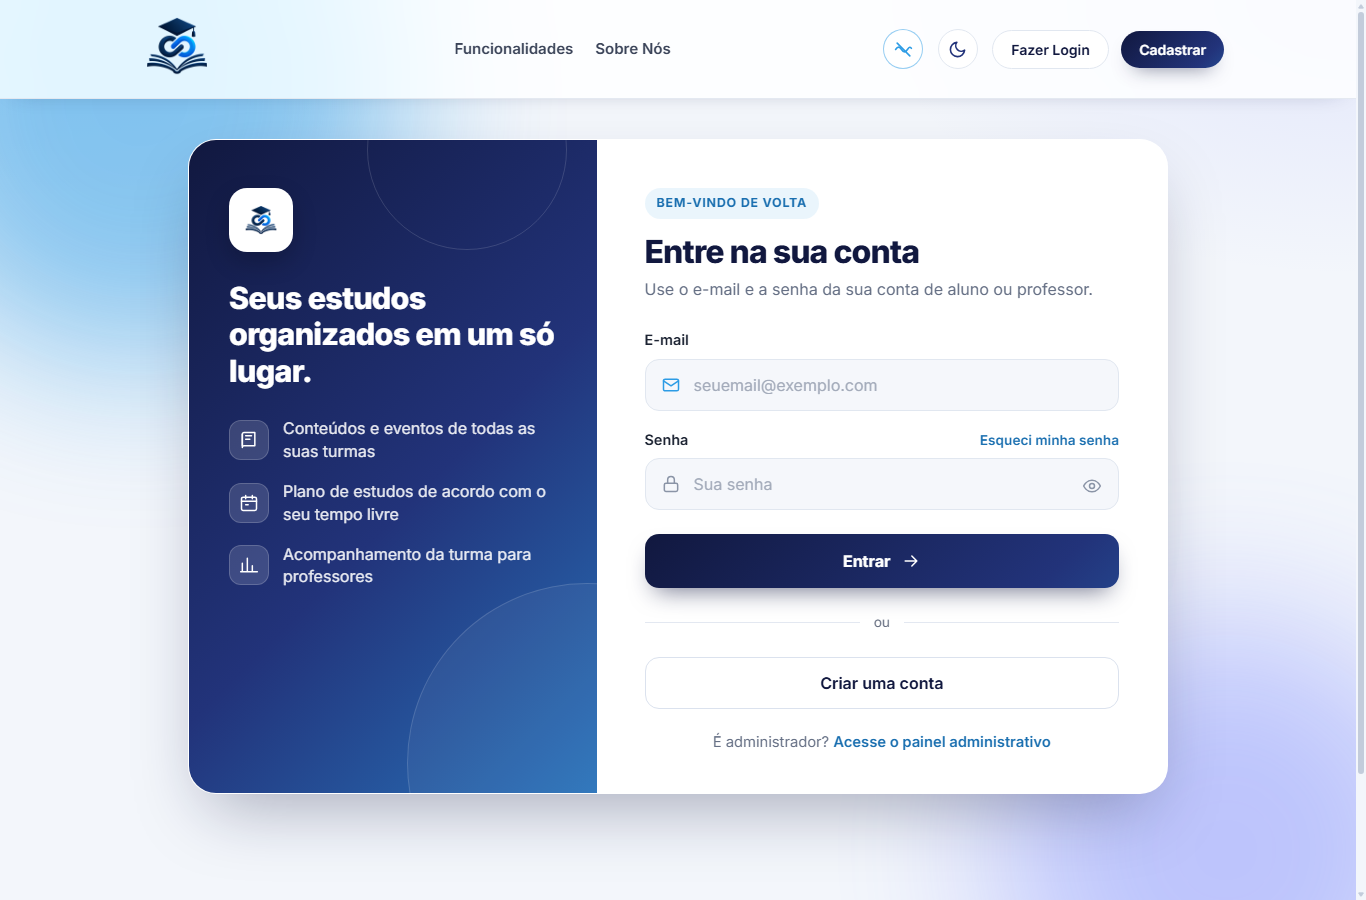 Funcionalidades
Sobre Nós
Fazer Login
Cadastrar
Seus estudos
organizados em um só
lugar.
Conteúdos e eventos de todas as
suas turmas
Plano de estudos de acordo com o
seu tempo livre
Acompanhamento da turma para
professores
BEM-VINDO DE VOLTA
Entre na sua conta
Use o e-mail e a senha da sua conta de aluno ou professor.
E-mail
seuemail@exemplo.com
Senha
Esqueci minha senha
Sua senha
Entrar
ou
Criar uma conta
É administrador? Acesse o painel administrativo